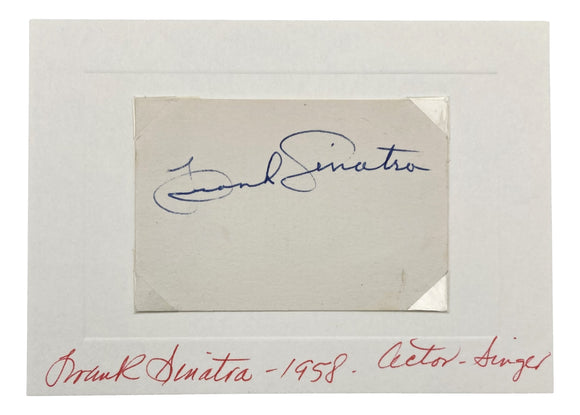 Frank Sinatra
Frank Sinatra - 1958. Actor - Singer